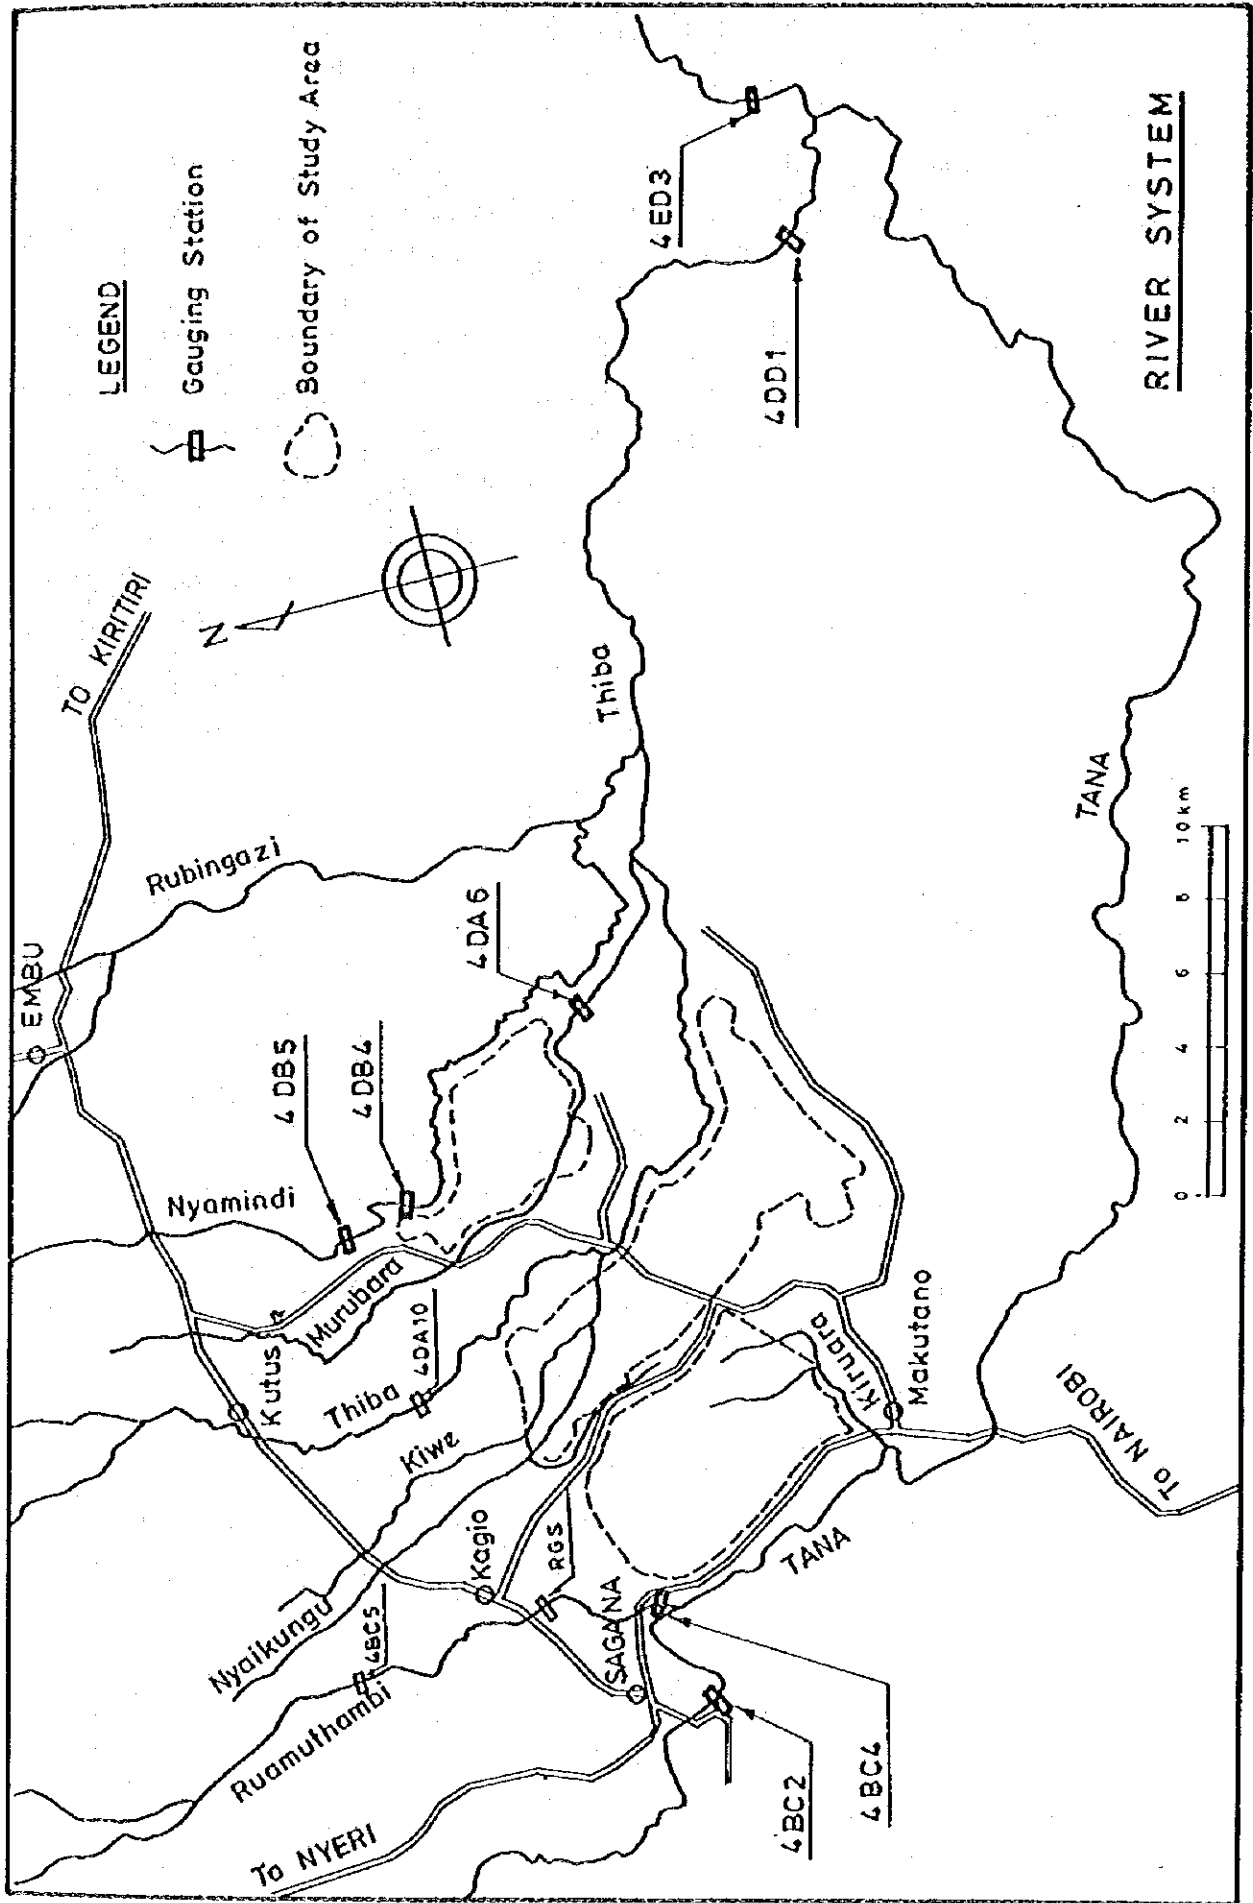 LEGEND
Gauging Station
Boundary of Study Area
N
TO KIRITIRI
EMBU
Rubingazi
4DB5
4DB4
4DA6
Thiba
4ED3
4DD1
Nyamindi
Murubara
Kutus
Thiba
4DA10
Kiwe
Nyaikungu
4BC5
Ruamuthambi
Kagio
RGS
SAGANA
To NYERI
4BC2
4BC4
TANA
Kiruara
Makutano
To NAIROBI
TANA
0 2 4 6 8 10 km
RIVER SYSTEM